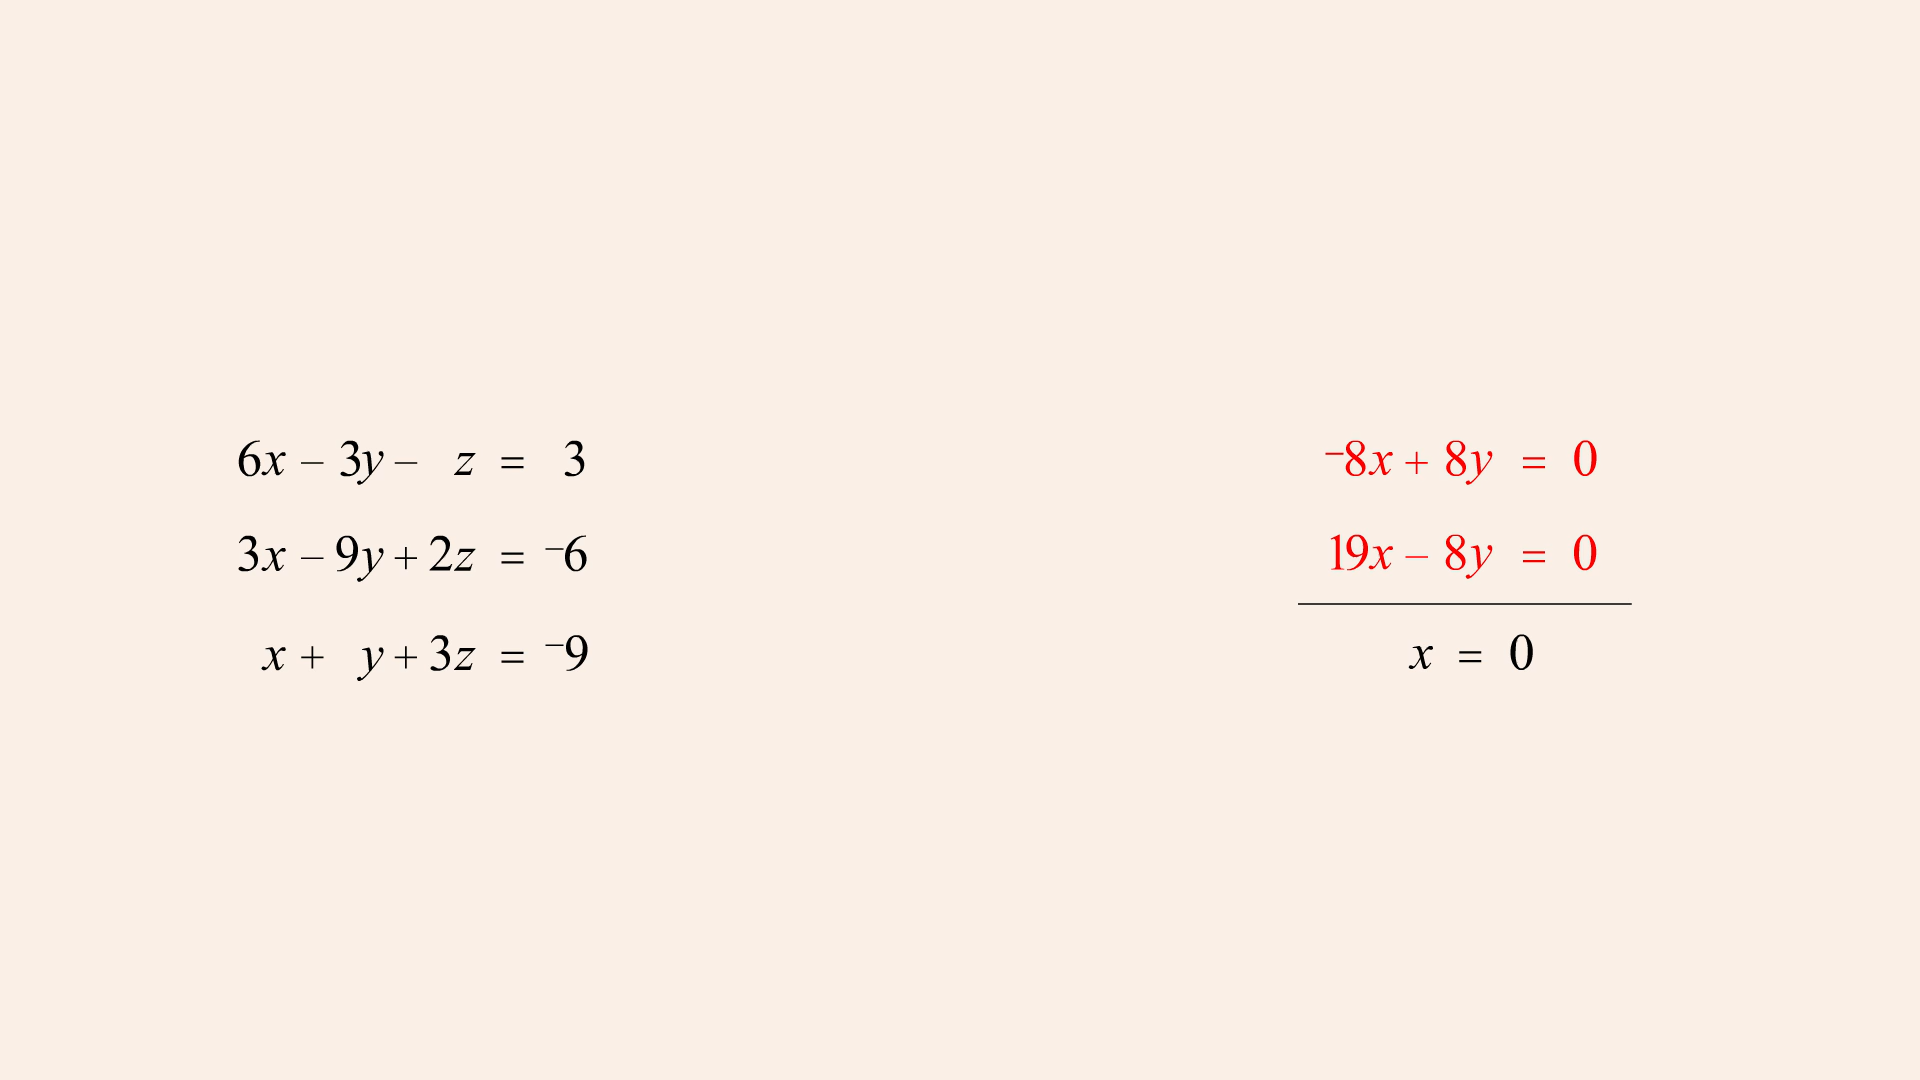 6x – 3y – z = 3
3x – 9y + 2z = ⁻6
x + y + 3z = ⁻9
⁻8x + 8y = 0
19x – 8y = 0
x = 0